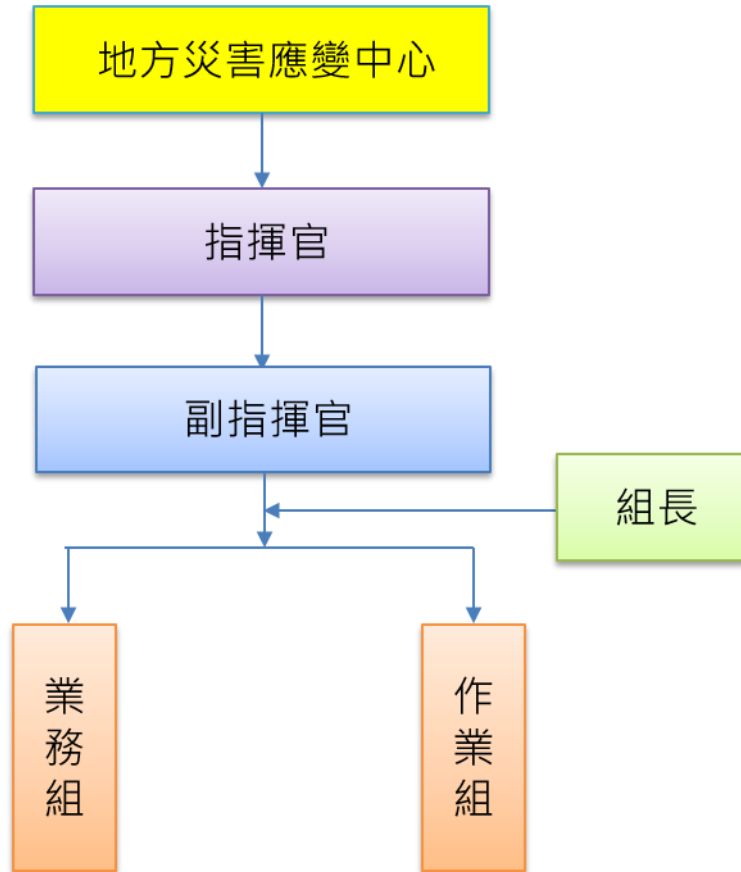 地方災害應變中心
指揮官
副指揮官
組長
業務組
作業組